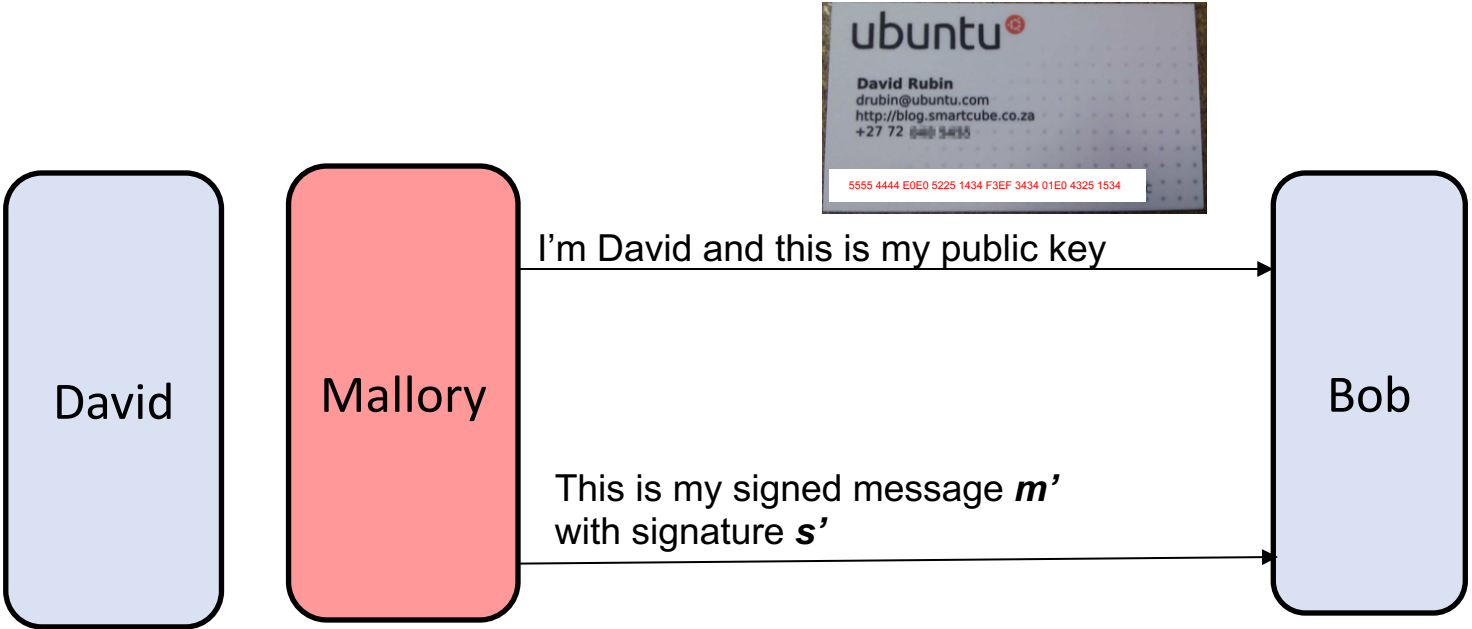 ubuntu
David Rubin
drubin@ubuntu.com
http://blog.smartcube.co.za
+27 72
5555 4444 E0E0 5225 1434 F3EF 3434 01E0 4325 1534
I’m David and this is my public key
David
Mallory
Bob
This is my signed message m’
with signature s’